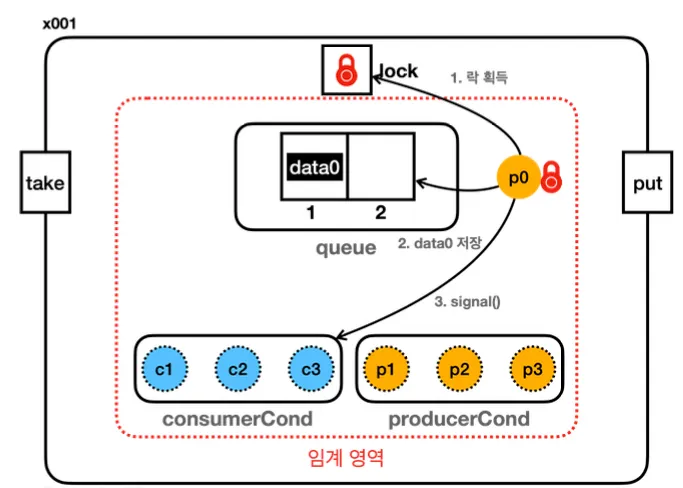 x001
lock
1. 락 획득
data0
take
p0
put
1
2
queue
2. data0 저장
3. signal()
c1
c2
c3
p1
p2
p3
consumerCond
producerCond
임계 영역